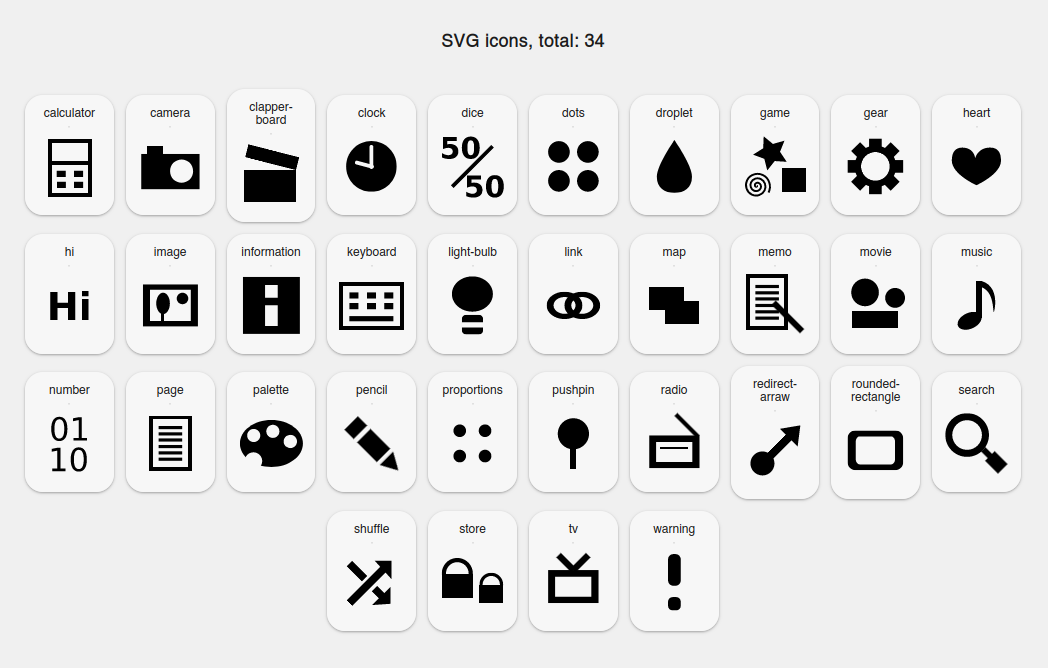 SVG icons, total: 34
calculator
camera
clapper-
board
clock
dice
dots
droplet
game
gear
heart
50
50
hi
image
information
keyboard
light-bulb
link
map
memo
movie
music
Hi
number
page
palette
pencil
proportions
pushpin
radio
redirect-
arraw
rounded-
rectangle
search
01
10
shuffle
store
tv
warning